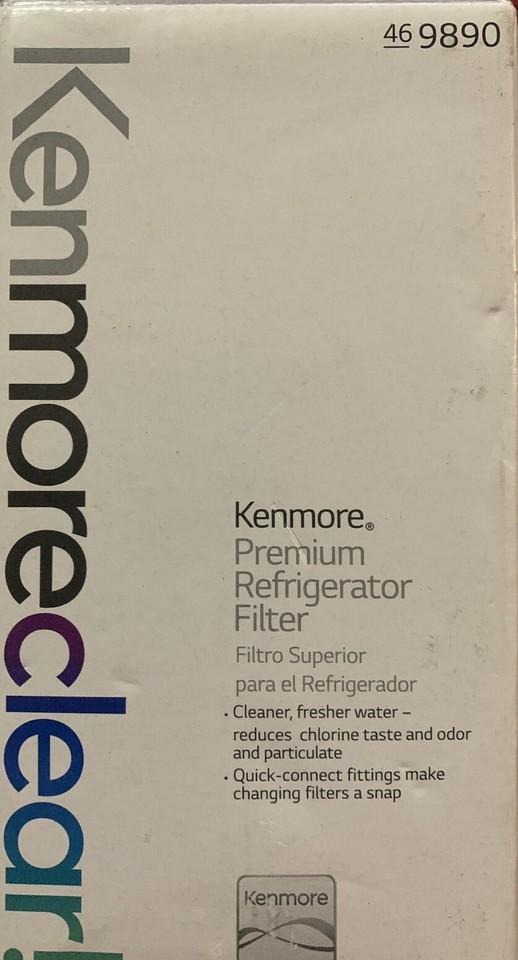 46 9890
Kenmoreclear!
Kenmore®
Premium
Refrigerator
Filter
Filtro Superior
para el Refrigerador
· Cleaner, fresher water –
reduces chlorine taste and odor
and particulate
· Quick-connect fittings make
changing filters a snap
Kenmore